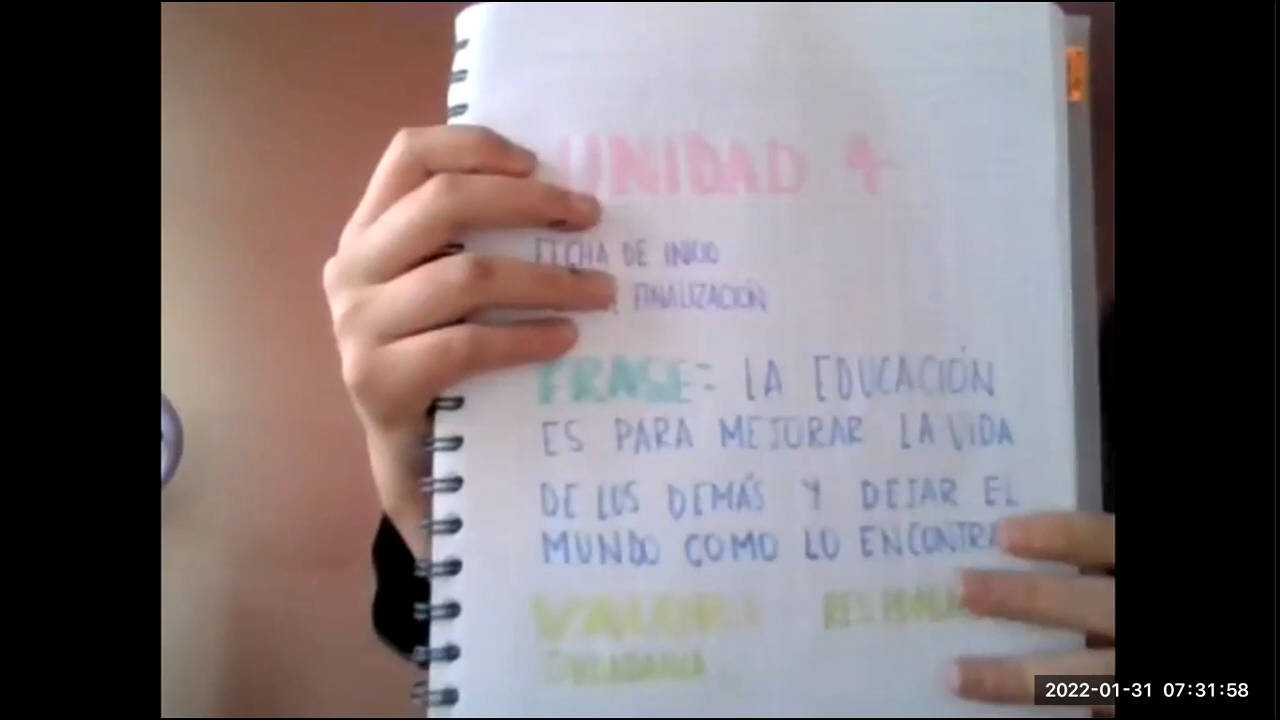 UNIDAD 4
FECHA DE INICIO
FINALIZACIÓN
FRASE= LA EDUCACIÓN
ES PARA MEJORAR LA VIDA
DE LOS DEMÁS Y DEJAR EL
MUNDO COMO LO
2022-01-31 07:31:58